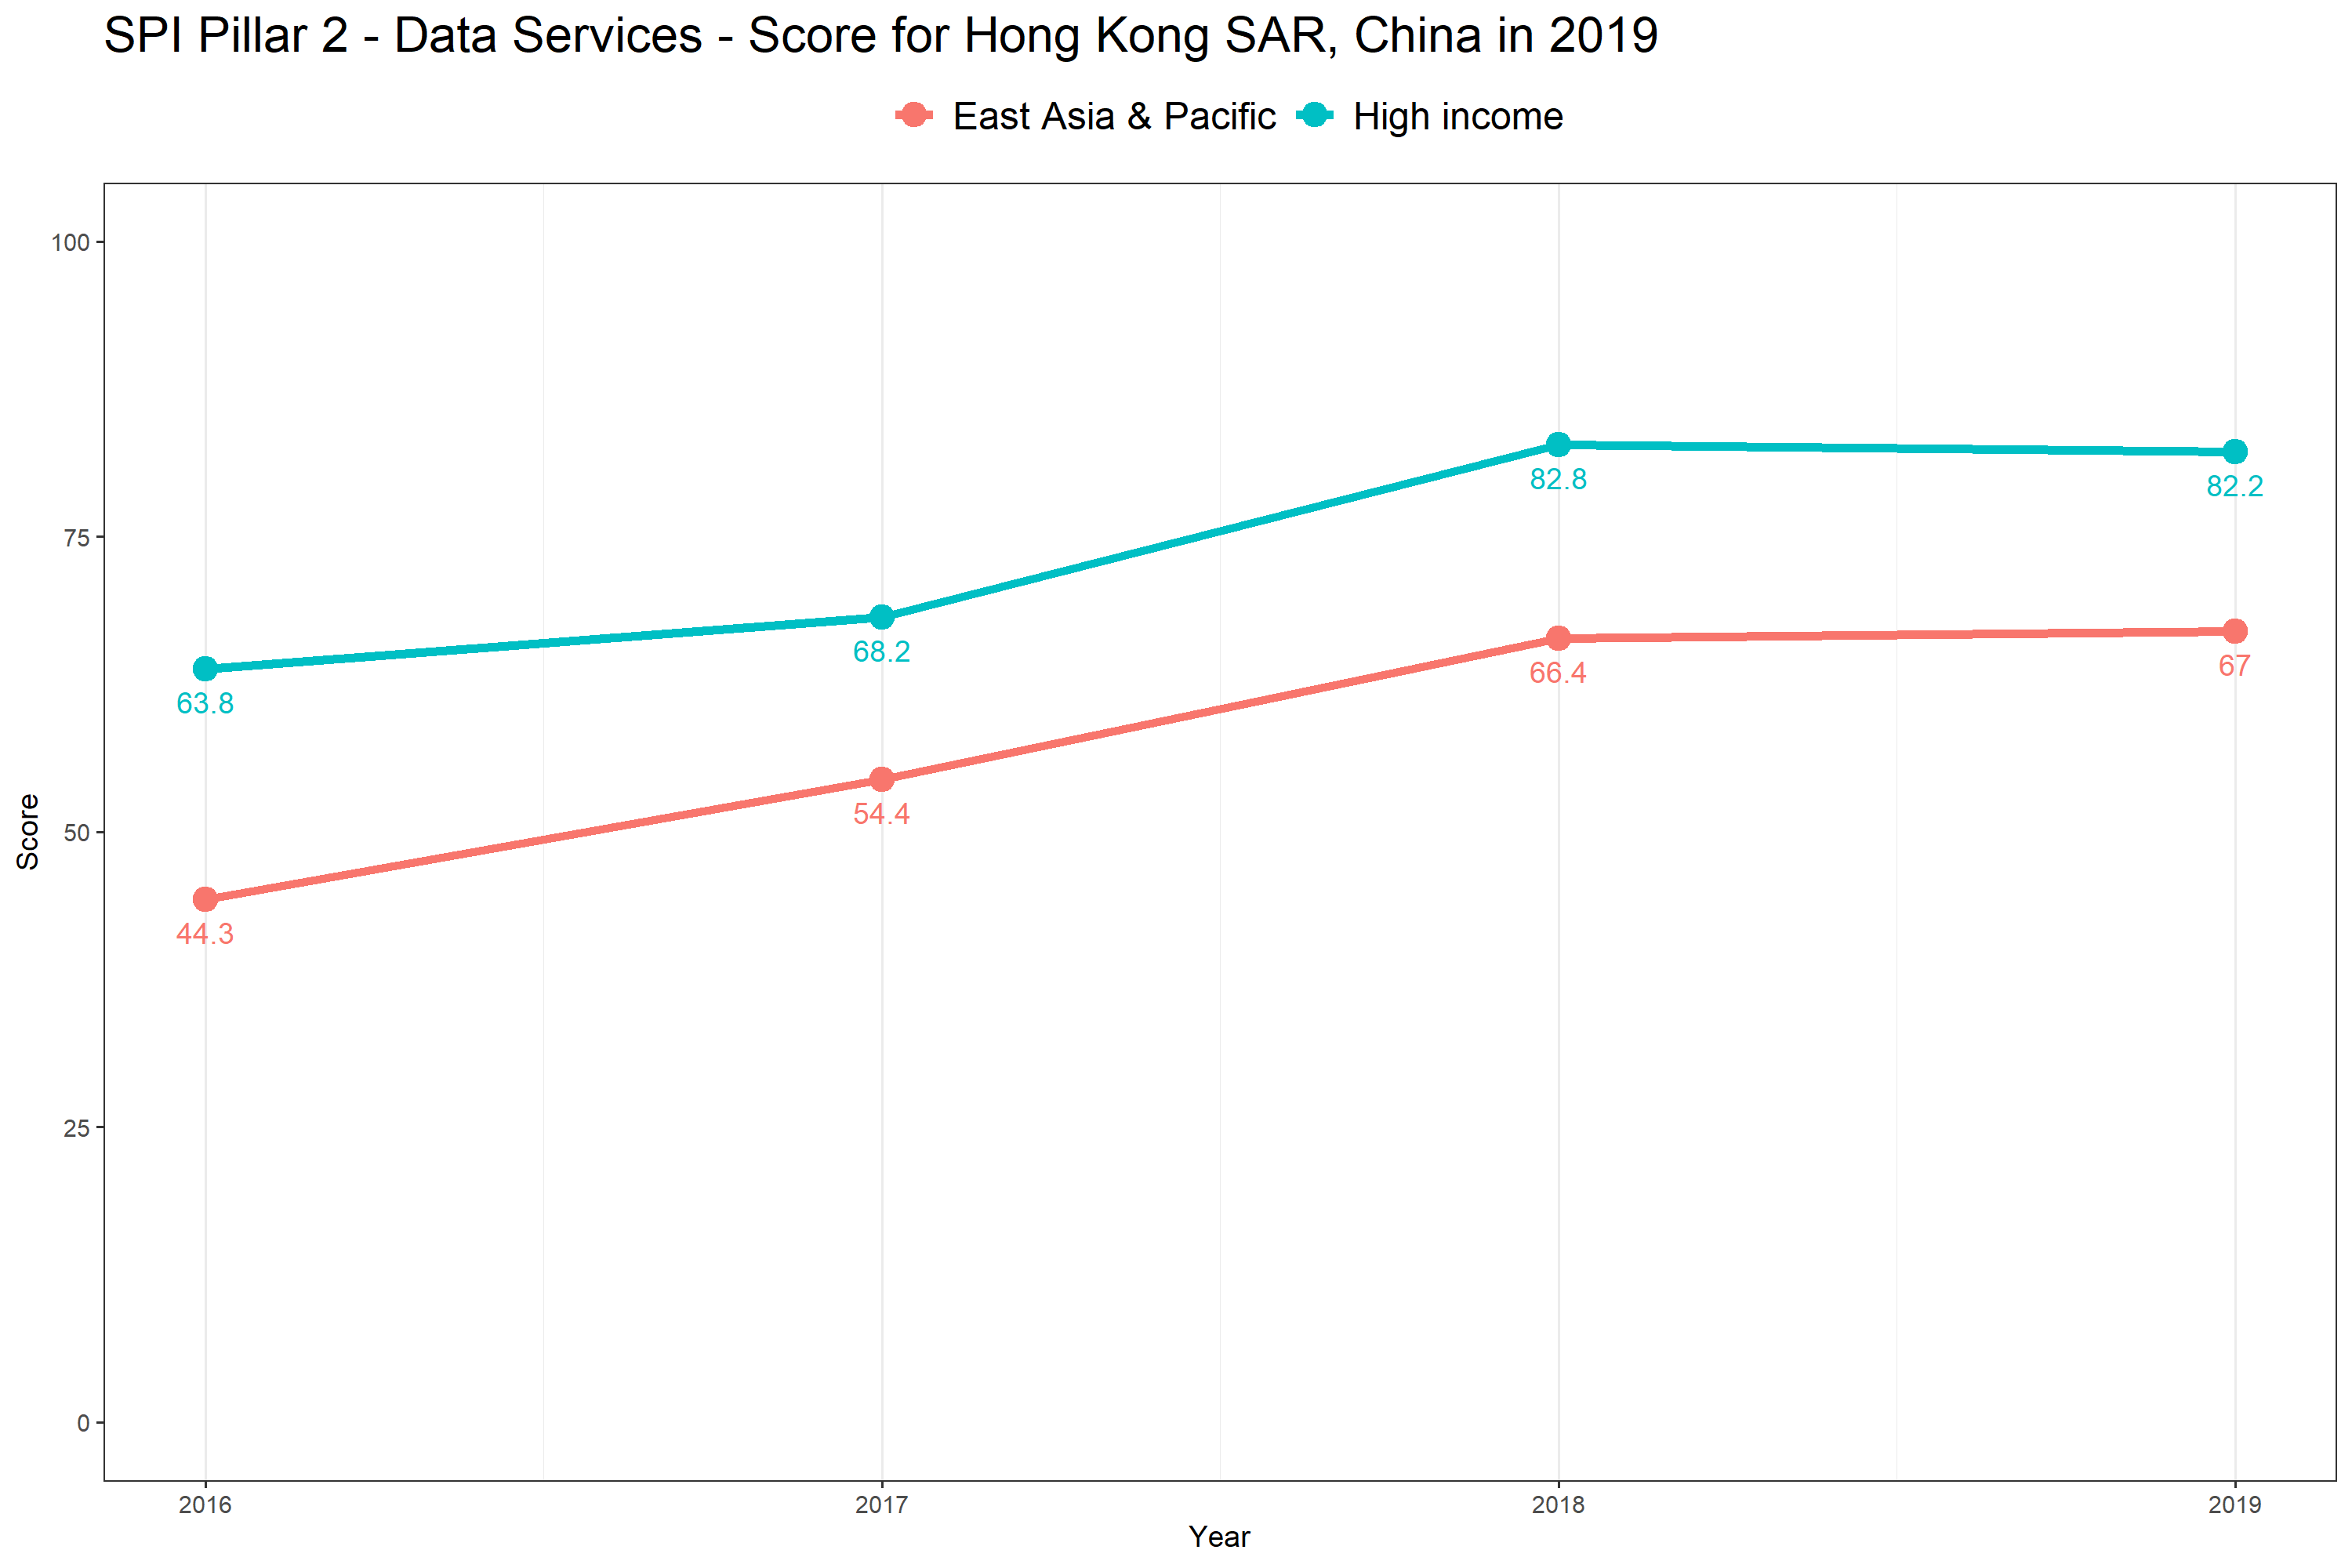 SPI Pillar 2 - Data Services - Score for Hong Kong SAR, China in 2019
East Asia & Pacific High income
100
75
50
25
0
Score
63.8
68.2
82.8
82.2
44.3
54.4
66.4
67
2016 2017 2018 2019
Year